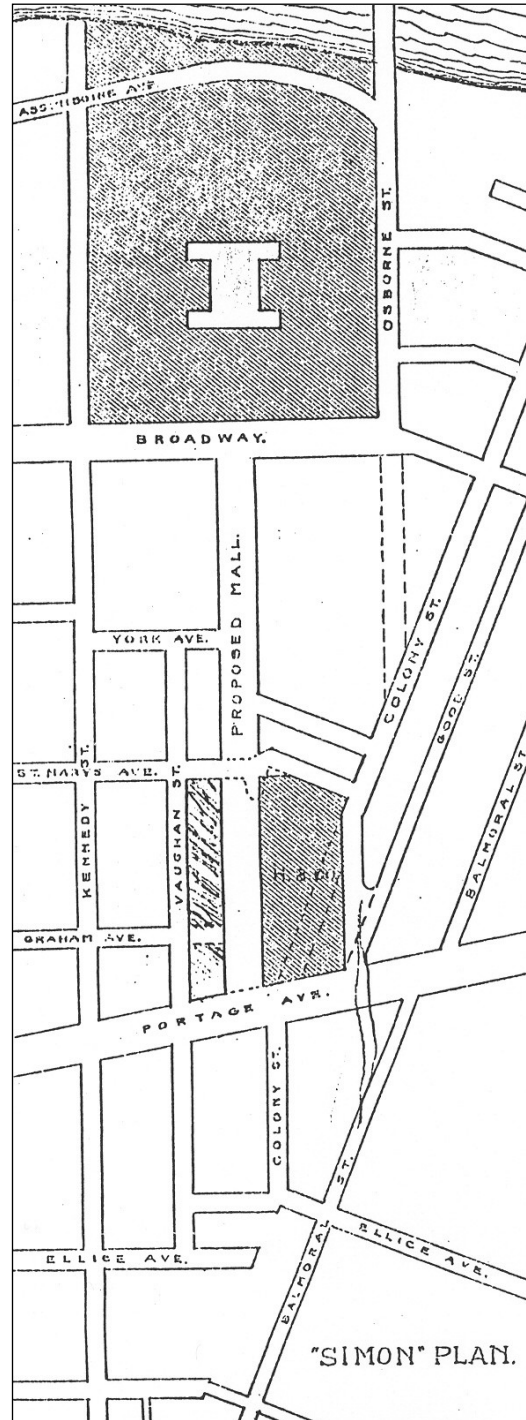 ASSINIBOINE AVE
OSBORNE ST.
BROADWAY.
PROPOSED MALL.
COLONY ST.
GOOD ST.
YORK AVE.
BALMORAL ST
ST. MARYS AVE.
KENNEDY ST.
VAUGHAN ST.
GRAHAM AVE.
PORTAGE AVE.
COLONY ST.
BALMORAL ST.
ELLICE AVE.
ELLICE AVE.
"SIMON" PLAN.